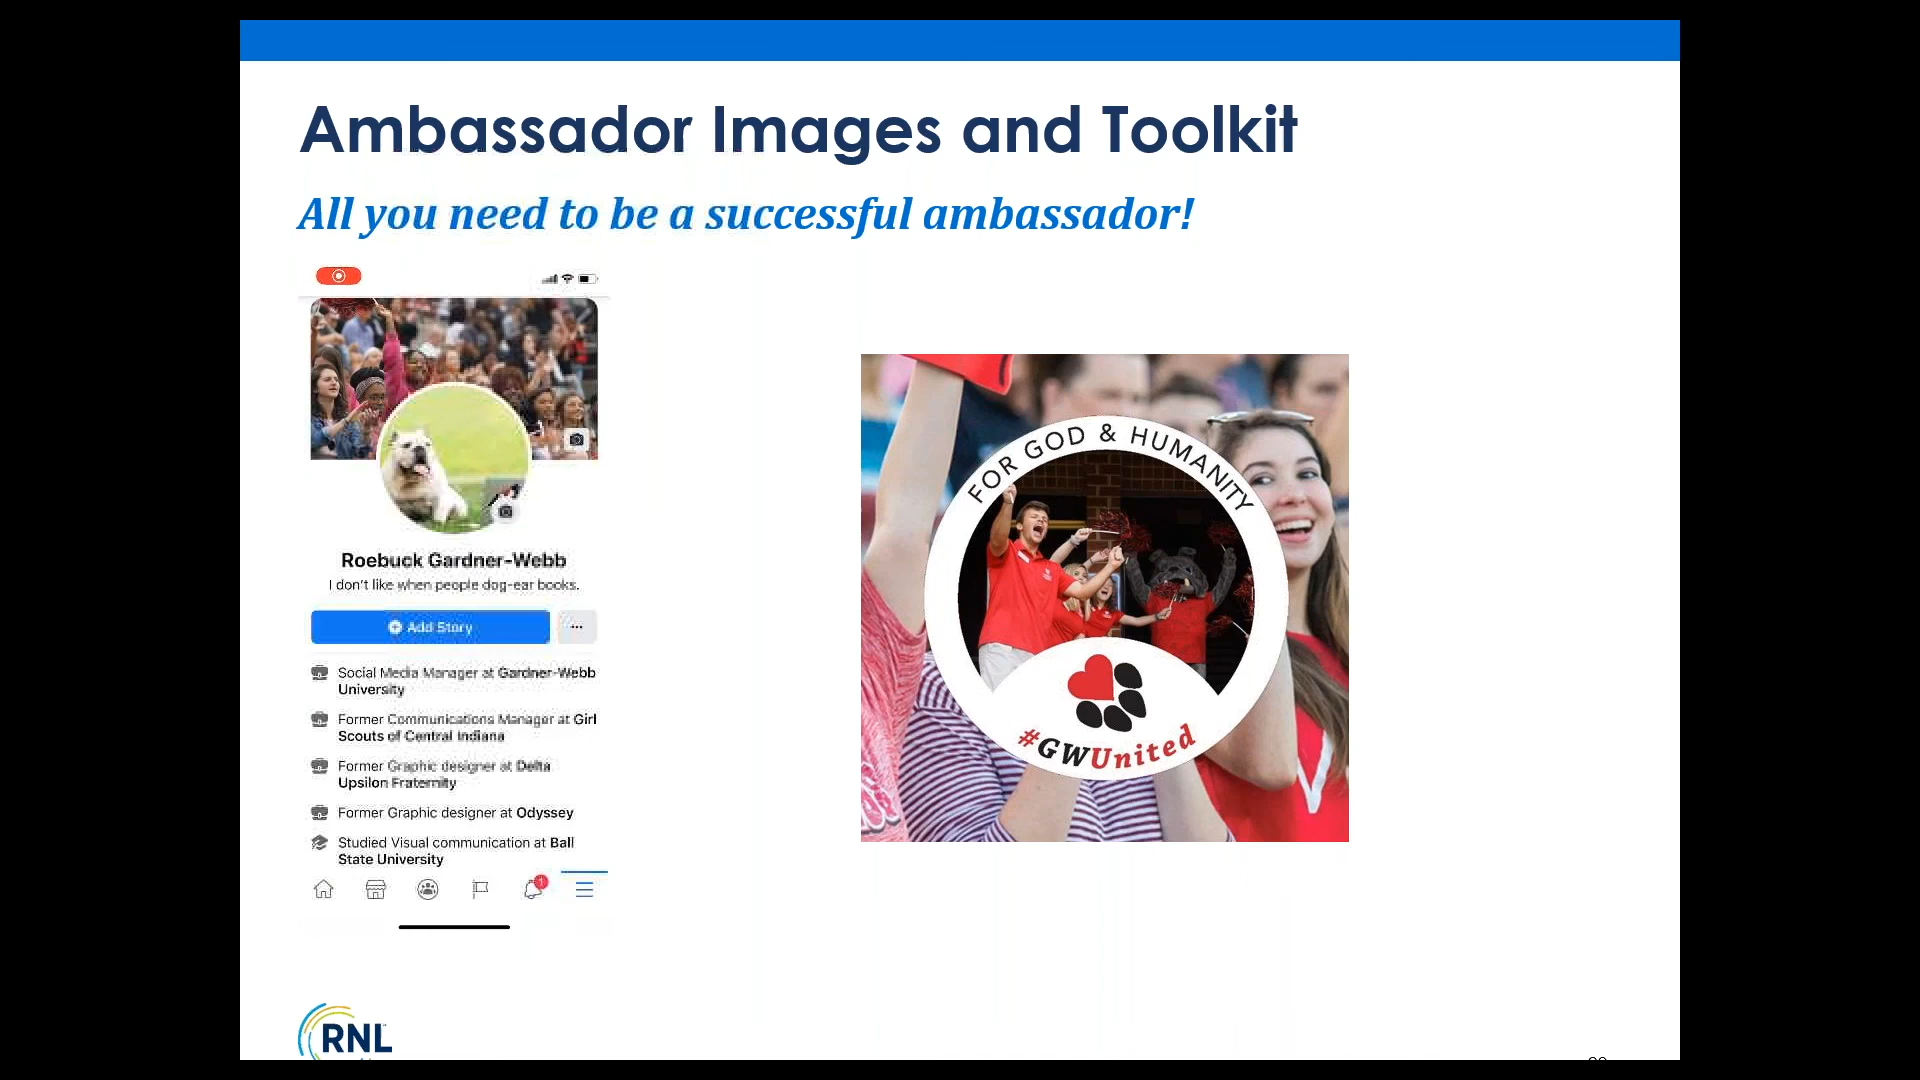 Ambassador Images and Toolkit
All you need to be a successful ambassador!
Roebuck Gardner-Webb
I don't like when people dog-ear books.
Add Story
...
Social Media Manager at Gardner-Webb
University
Former Communications Manager at Girl
Scouts of Central Indiana
Former Graphic designer at Delta
Upsilon Fraternity
Former Graphic designer at Odyssey
Studied Visual communication at Ball
State University
1
FOR GOD & HUMANITY
#GWUnited
RNL